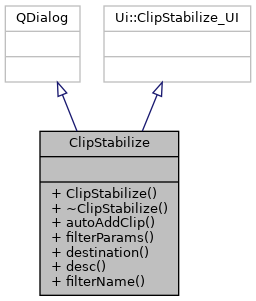 QDialog
Ui::ClipStabilize_UI
ClipStabilize
+ ClipStabilize()
+ ~ClipStabilize()
+ autoAddClip()
+ filterParams()
+ destination()
+ desc()
+ filterName()